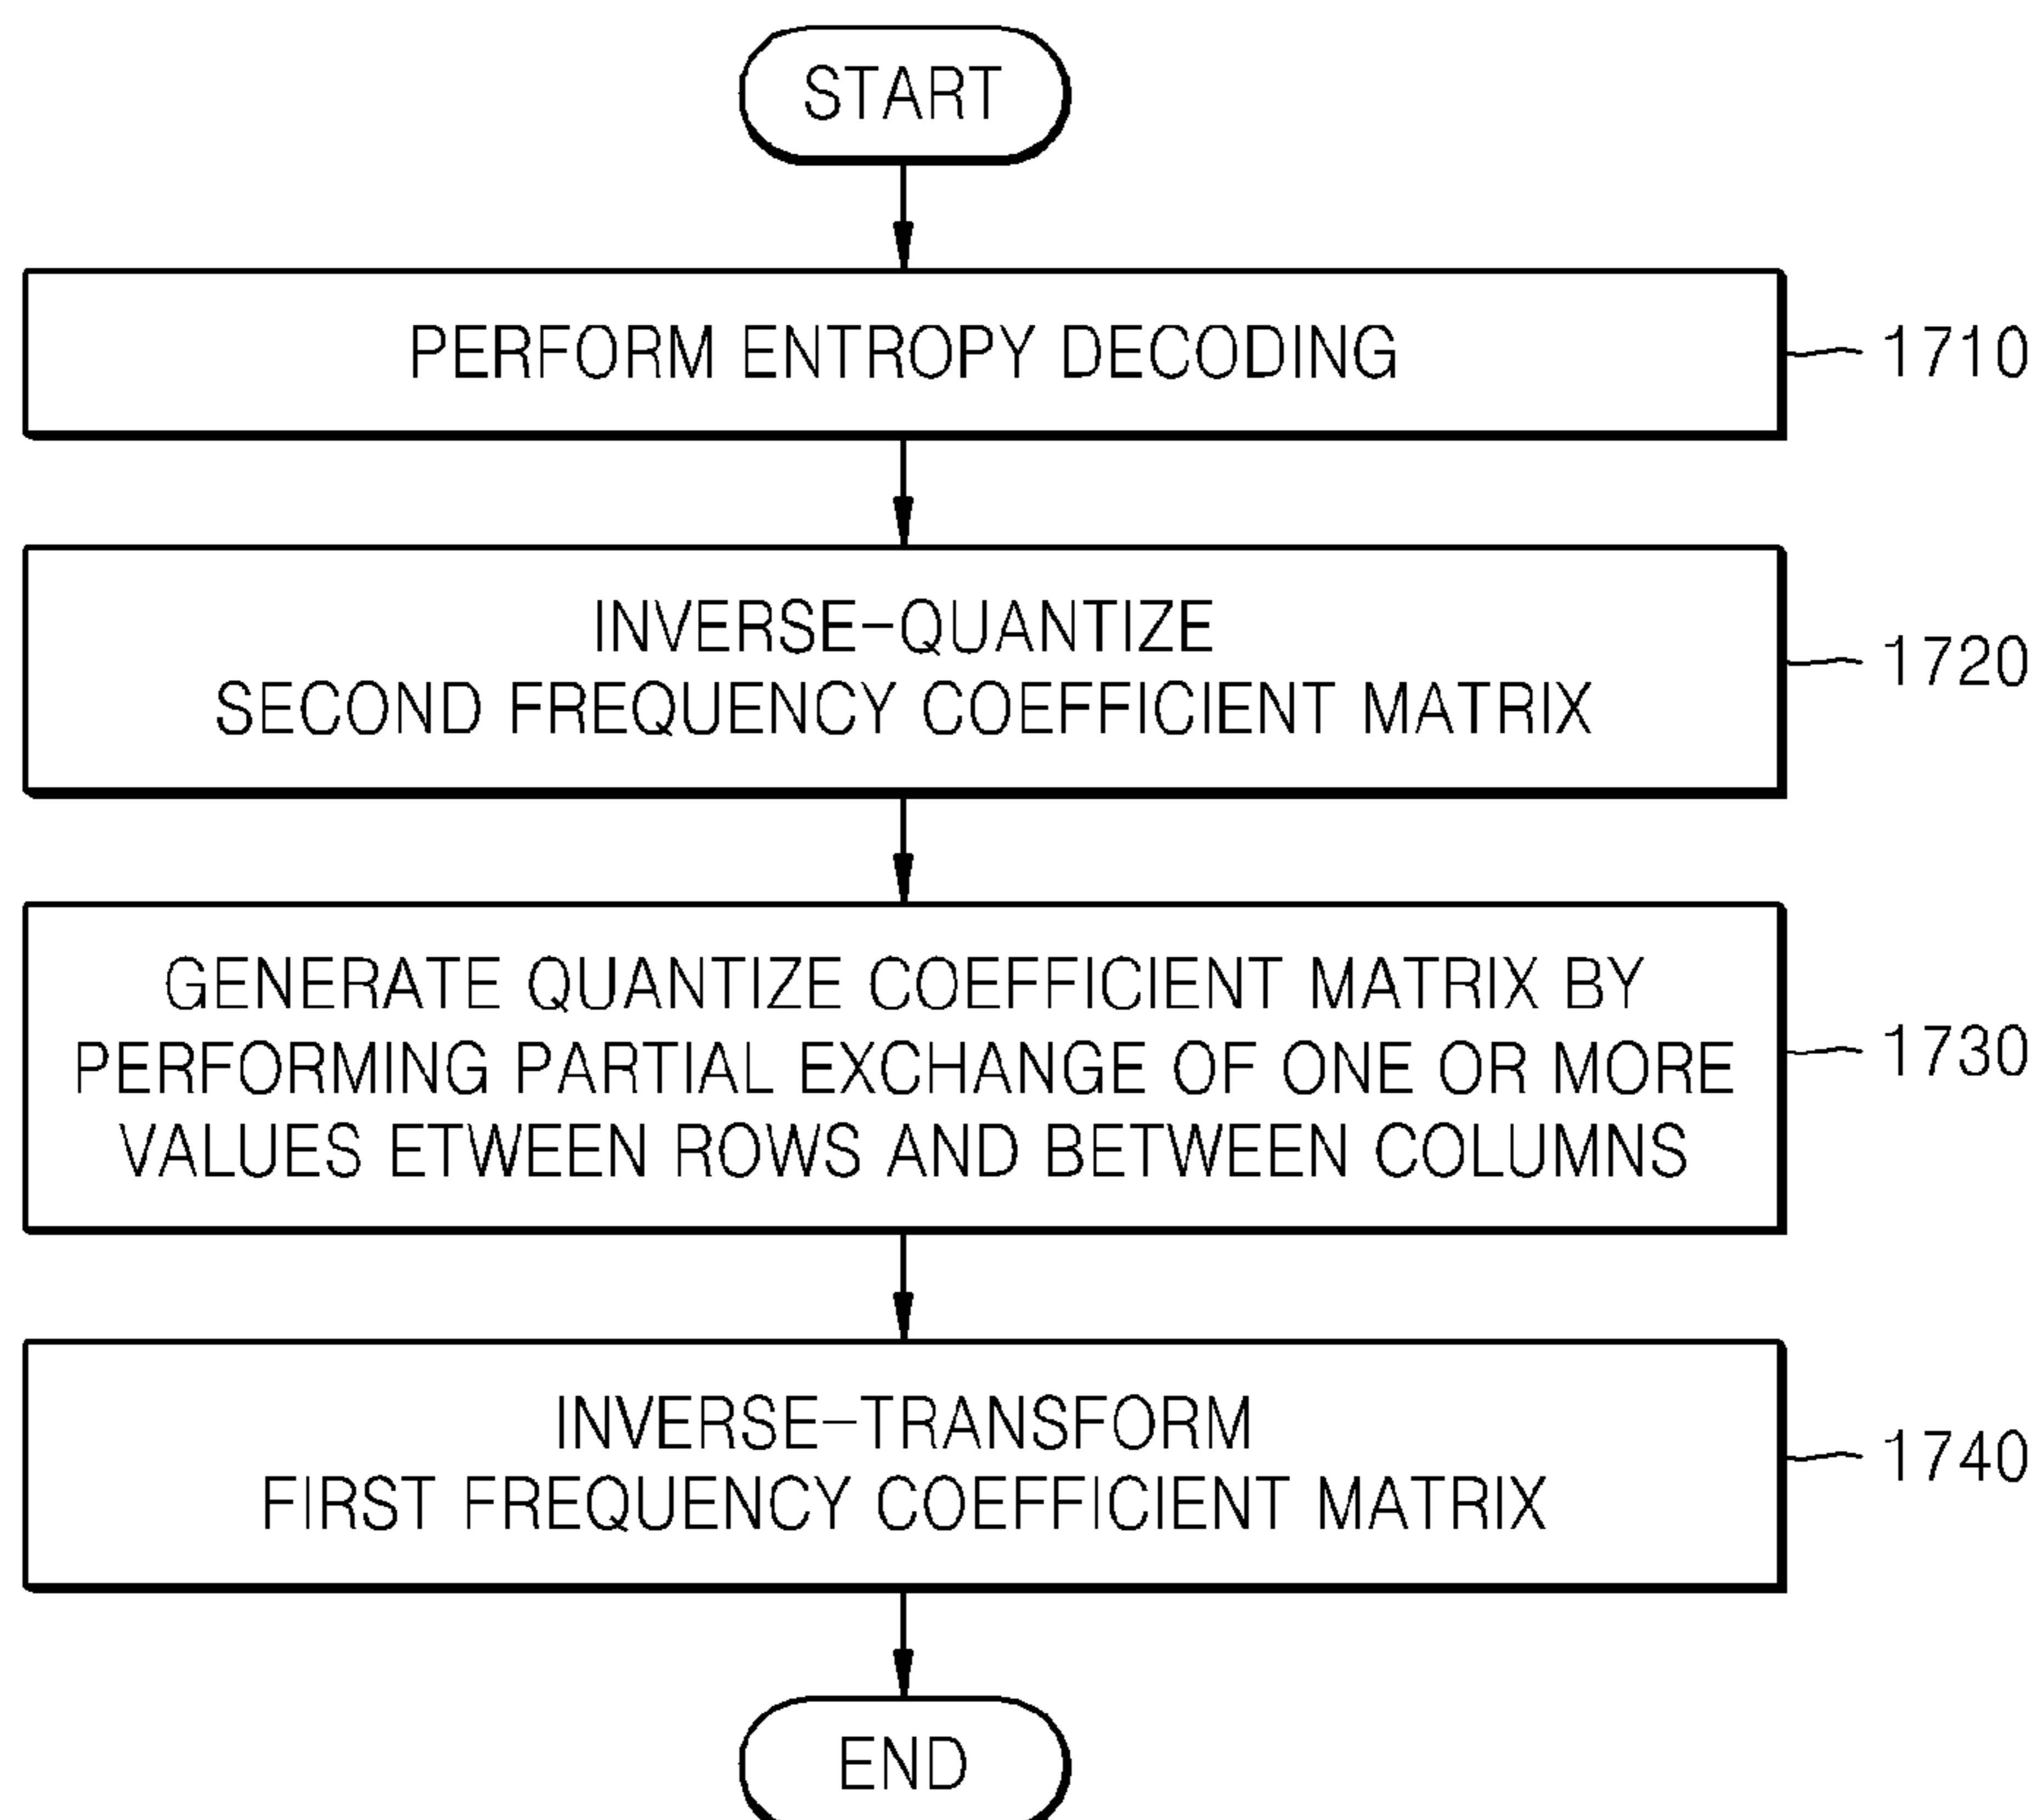 START
PERFORM ENTROPY DECODING
1710
INVERSE-QUANTIZE
SECOND FREQUENCY COEFFICIENT MATRIX
1720
GENERATE QUANTIZE COEFFICIENT MATRIX BY
PERFORMING PARTIAL EXCHANGE OF ONE OR MORE
VALUES ETWEEN ROWS AND BETWEEN COLUMNS
1730
INVERSE-TRANSFORM
FIRST FREQUENCY COEFFICIENT MATRIX
1740
END